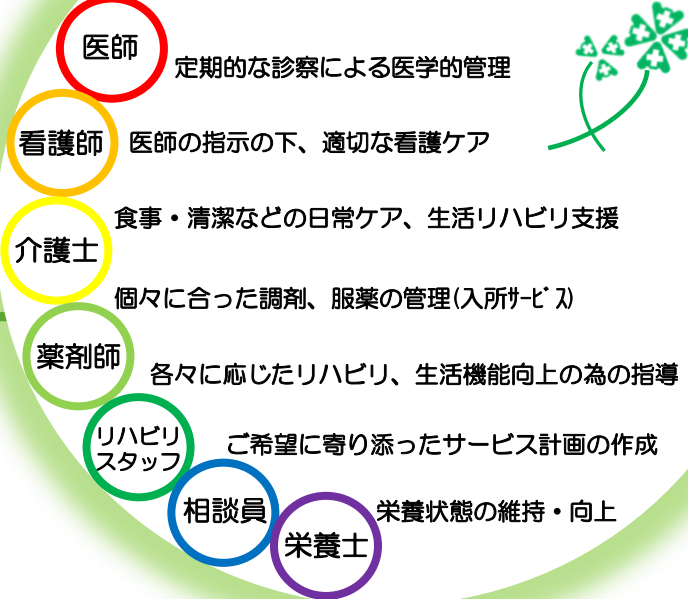 医師
定期的な診察による医学的管理
看護師
医師の指示の下、適切な看護ケア
介護士
食事・清潔などの日常ケア、生活リハビリ支援
薬剤師
個々に合った調剤、服薬の管理(入所ｻｰﾋﾞｽ)
リハビリ
スタッフ
各々に応じたリハビリ、生活機能向上の為の指導
相談員
ご希望に寄り添ったサービス計画の作成
栄養士
栄養状態の維持・向上